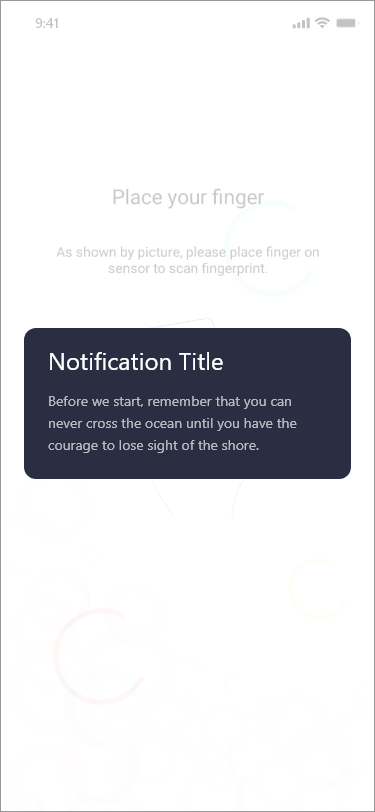 9:41
Place your finger
As shown by picture, please place finger on
sensor to scan fingerprint.
Notification Title
Before we start, remember that you can
never cross the ocean until you have the
courage to lose sight of the shore.